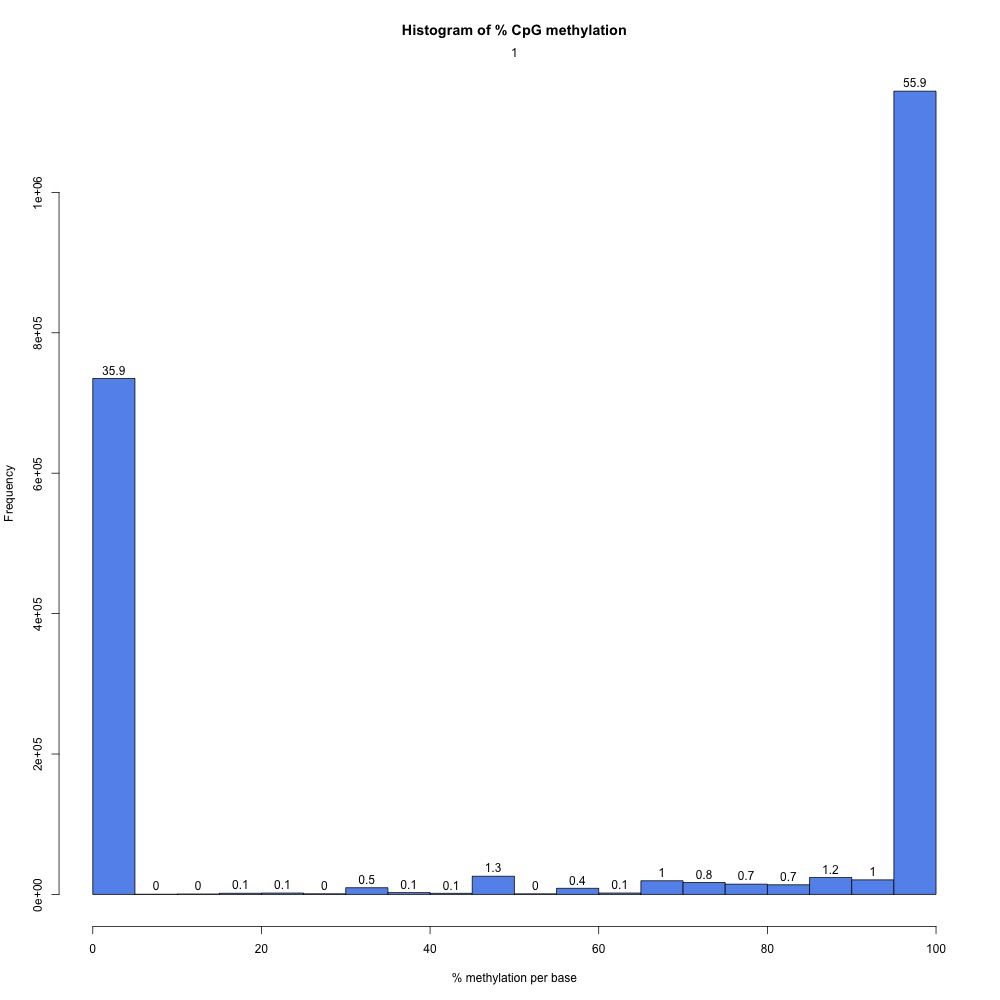 Histogram of % CpG methylation
1
55.9
1e+06
8e+05
35.9
6e+05
Frequency
4e+05
2e+05
0e+00
0 0 0.1 0.1 0 0.5 0.1 0.1 1.3 0 0.4 0.1 1 0.8 0.7 0.7 1.2 1
0 20 40 60 80 100
% methylation per base